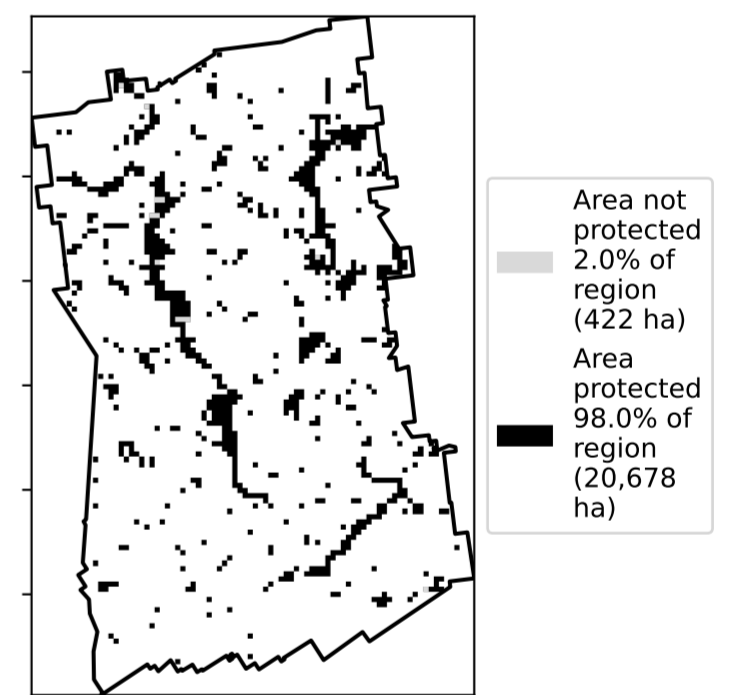 Area not
protected
2.0% of
region
(422 ha)
Area
protected
98.0% of
region
(20,678
ha)